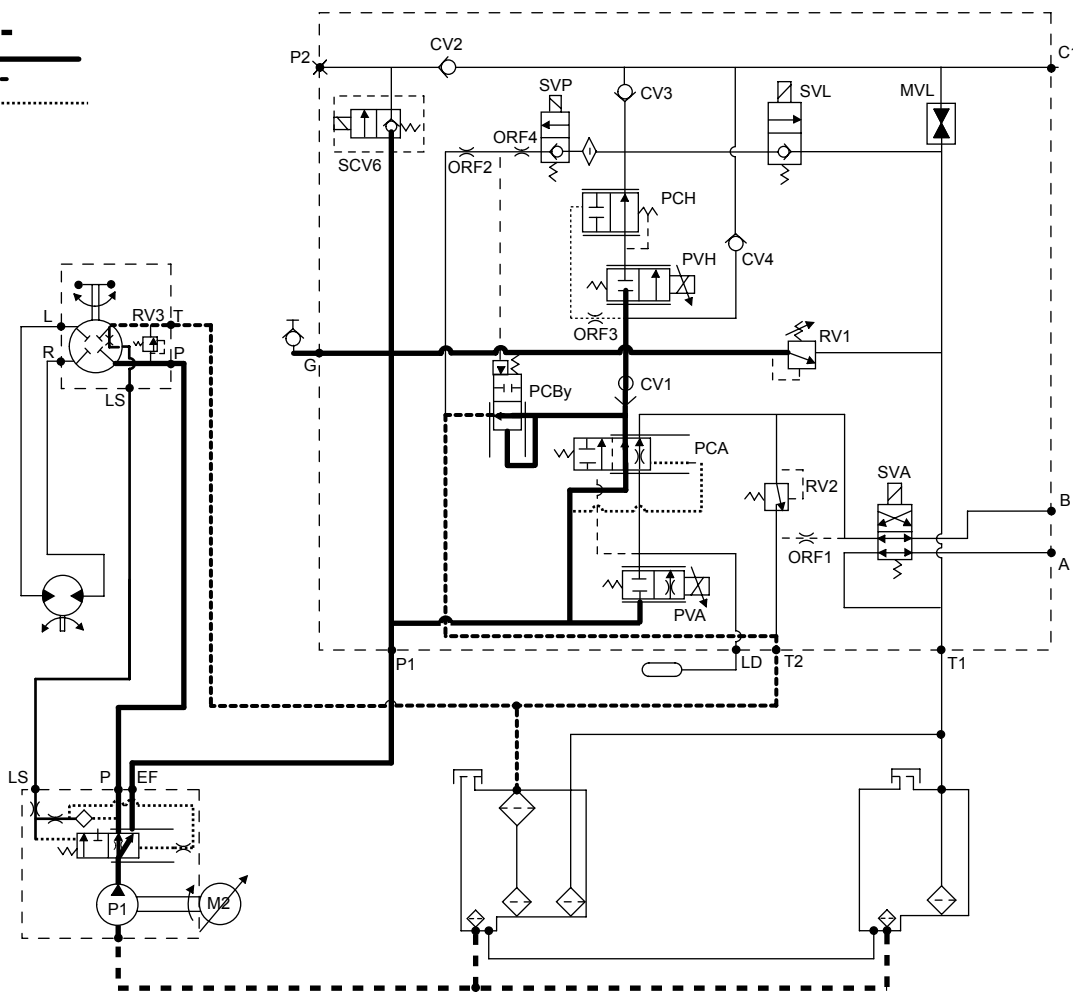 CV2
P2
C1
SVP
CV3
SVL
MVL
ORF4
SCV6
ORF2
PCH
PVH
CV4
L
RV3
T
ORF3
RV1
R
P
G
LS
PCBy
CV1
PCA
SVA
RV2
B
ORF1
A
PVA
P1
LD
T2
T1
LS
P
EF
P1
M2